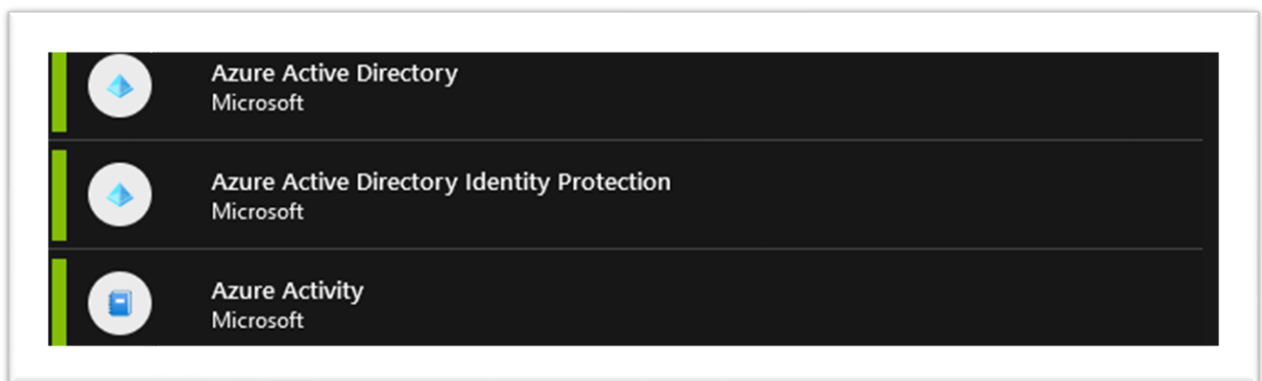 Azure Active Directory
Microsoft
Azure Active Directory Identity Protection
Microsoft
Azure Activity
Microsoft